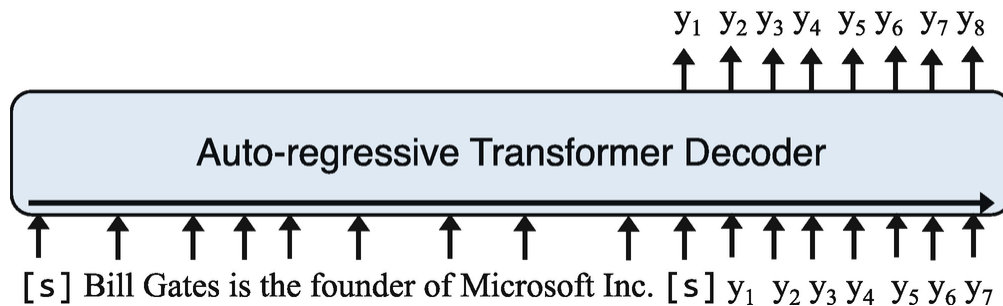 y₁ y₂ y₃ y₄ y₅ y₆ y₇ y₈
Auto-regressive Transformer Decoder
[s] Bill Gates is the founder of Microsoft Inc. [s] y₁ y₂ y₃ y₄ y₅ y₆ y₇